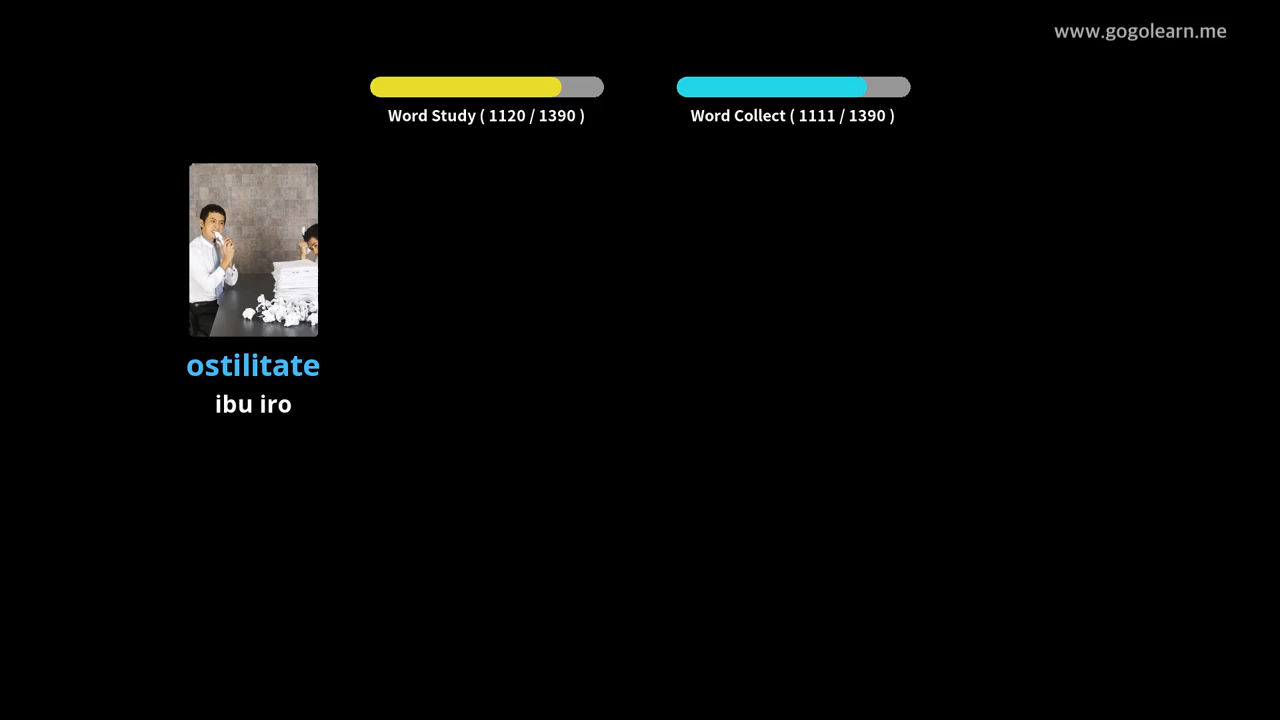 www.gogolearn.me
Word Study ( 1120 / 1390 )
Word Collect ( 1111 / 1390 )
ostilitate
ibu iro